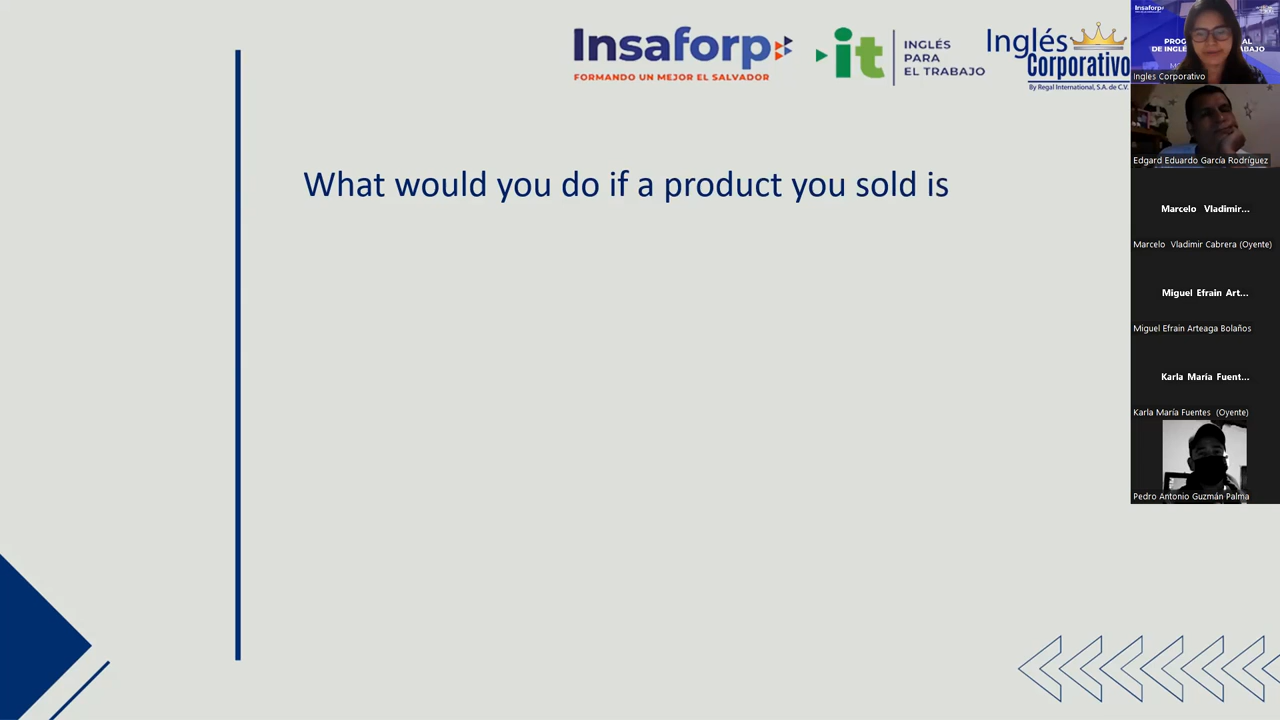 Insaforp
FORMANDO UN MEJOR EL SALVADOR
it
INGLÉS
PARA
EL TRABAJO
Inglés
Corporativo
By Regal International, S.A. de C.V.
What would you do if a product you sold is
Insaforp
Ingles Corporativo
Edgard Eduardo García Rodríguez
Marcelo Vladimir...
Marcelo Vladimir Cabrera (Oyente)
Miguel Efrain Art...
Miguel Efrain Arteaga Bolaños
Karla María Fuent...
Karla María Fuentes (Oyente)
Pedro Antonio Guzmán Palma